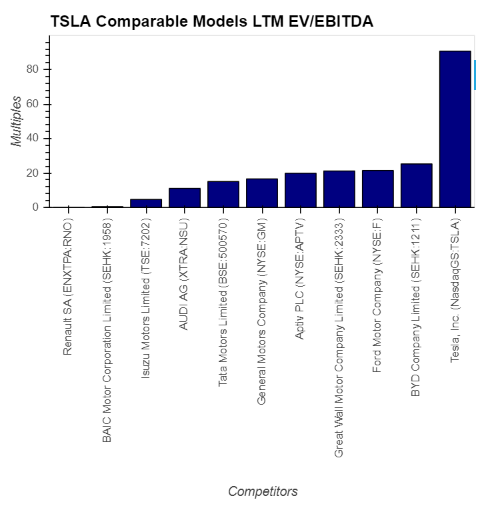 TSLA Comparable Models LTM EV/EBITDA
Multiples
80
60
40
20
0
Renault SA (ENXTPA:RNO)
BAIC Motor Corporation Limited (SEHK:1958)
Isuzu Motors Limited (TSE:7202)
AUDI AG (XTRA:NSU)
Tata Motors Limited (BSE:500570)
General Motors Company (NYSE:GM)
Aptiv PLC (NYSE:APTV)
Great Wall Motor Company Limited (SEHK:2333)
Ford Motor Company (NYSE:F)
BYD Company Limited (SEHK:1211)
Tesla, Inc. (NasdaqGS:TSLA)
Competitors